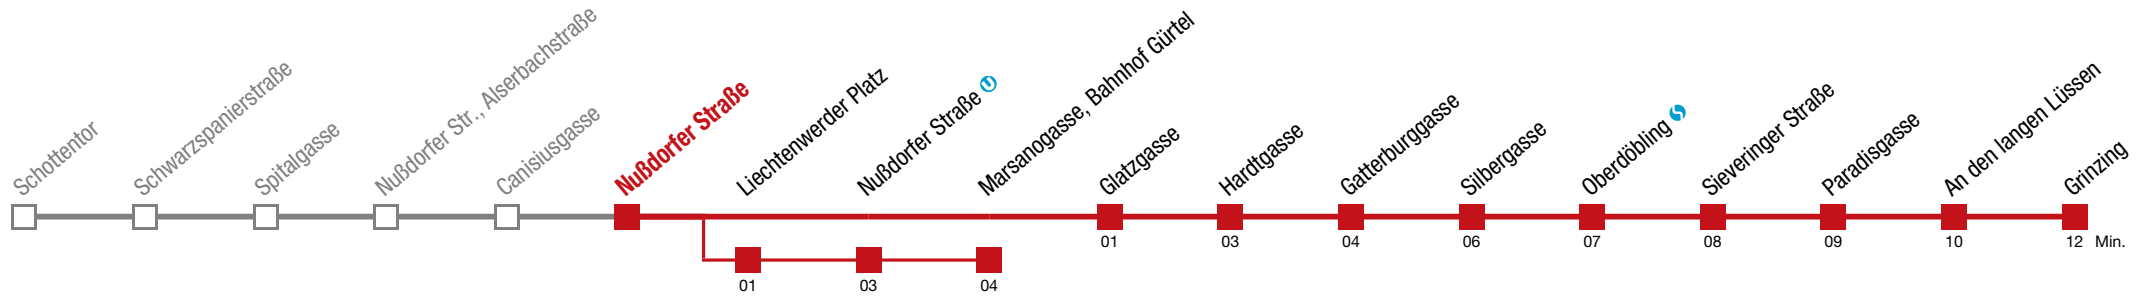 Schottentor
Schwarzspanierstraße
Spitalgasse
Nußdorfer Str., Alserbachstraße
Canisiusgasse
Nußdorfer Straße
Liechtenwerder Platz
Nußdorfer Straße U
Marsanogasse, Bahnhof Gürtel
Glatzgasse
Hardtgasse
Gatterburggasse
Silbergasse
Oberdöbling S
Sieveringer Straße
Paradisgasse
An den langen Lüssen
Grinzing
01 03 04 06 07 08 09 10 12 Min.
01 03 04